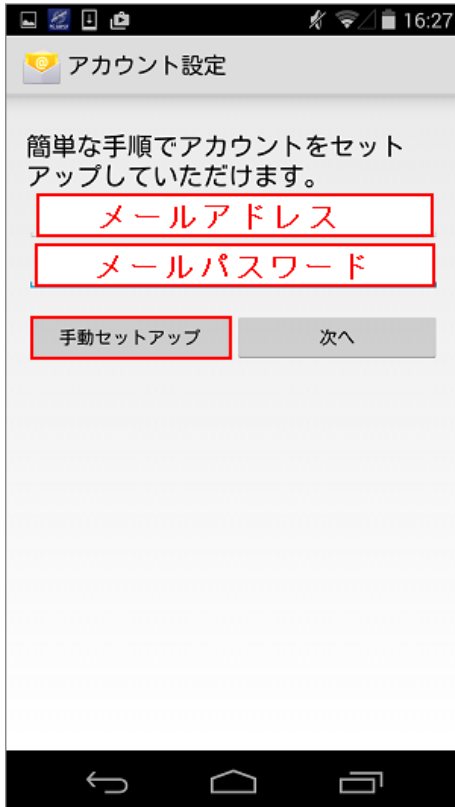 16:27
アカウント設定
簡単な手順でアカウントをセット
アップしていただけます。
メールアドレス
メールパスワード
手動セットアップ
次へ